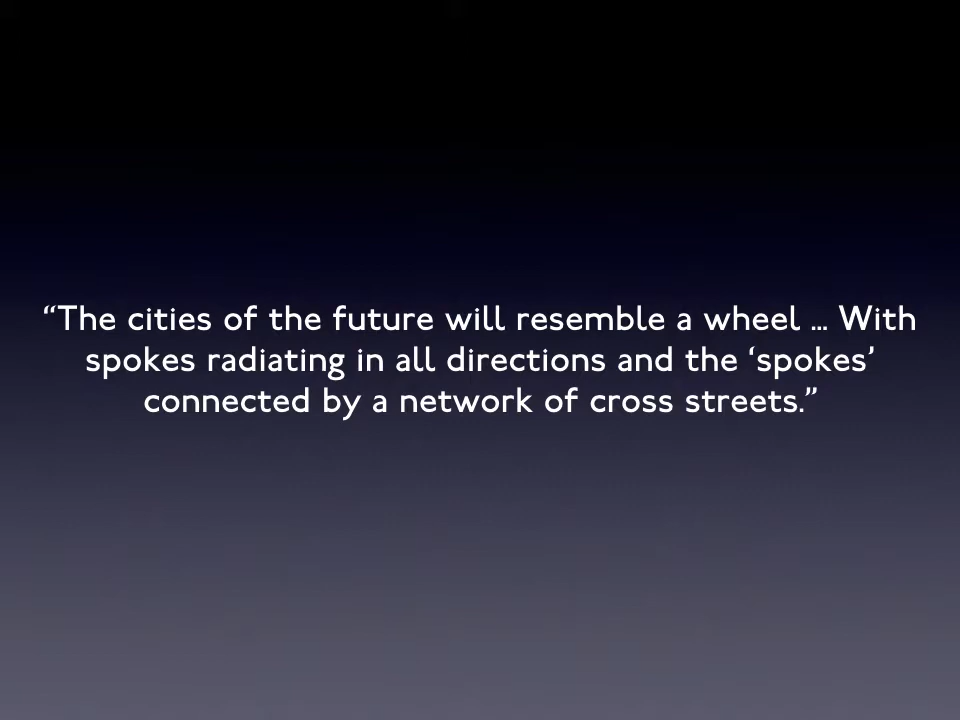 “The cities of the future will resemble a wheel ... With
spokes radiating in all directions and the ‘spokes’
connected by a network of cross streets.”